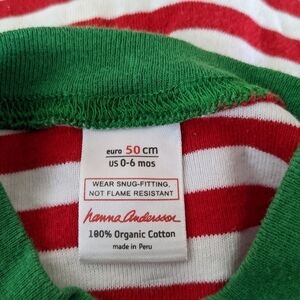 euro 50 cm
US 0-6 mos
WEAR SNUG-FITTING,
NOT FLAME RESISTANT
hanna Andersson
100% Organic Cotton
made in Peru